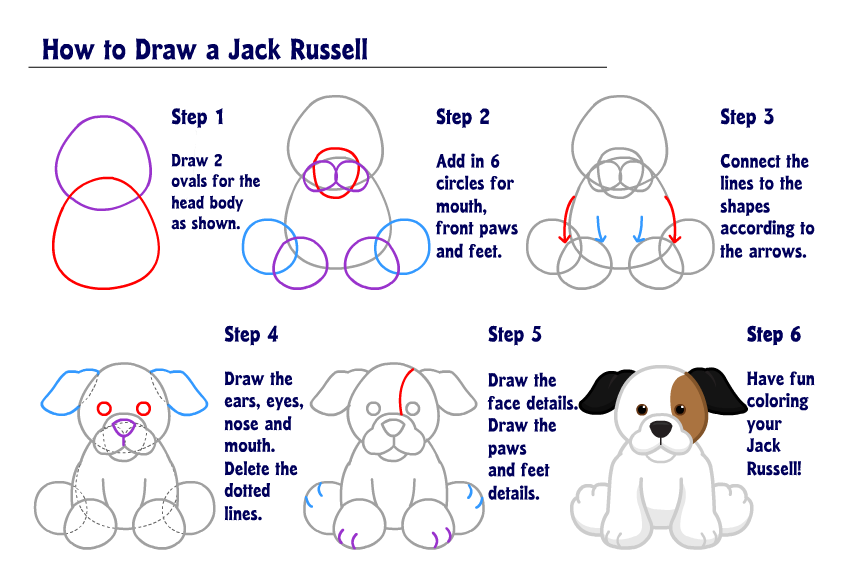 How to Draw a Jack Russell
Step 1
Draw 2
ovals for the
head body
as shown.
Step 2
Add in 6
circles for
mouth,
front paws
and feet.
Step 3
Connect the
lines to the
shapes
according to
the arrows.
Step 4
Draw the
ears, eyes,
nose and
mouth.
Delete the
dotted
lines.
Step 5
Draw the
face details.
Draw the
paws
and feet
details.
Step 6
Have fun
coloring
your
Jack
Russell!